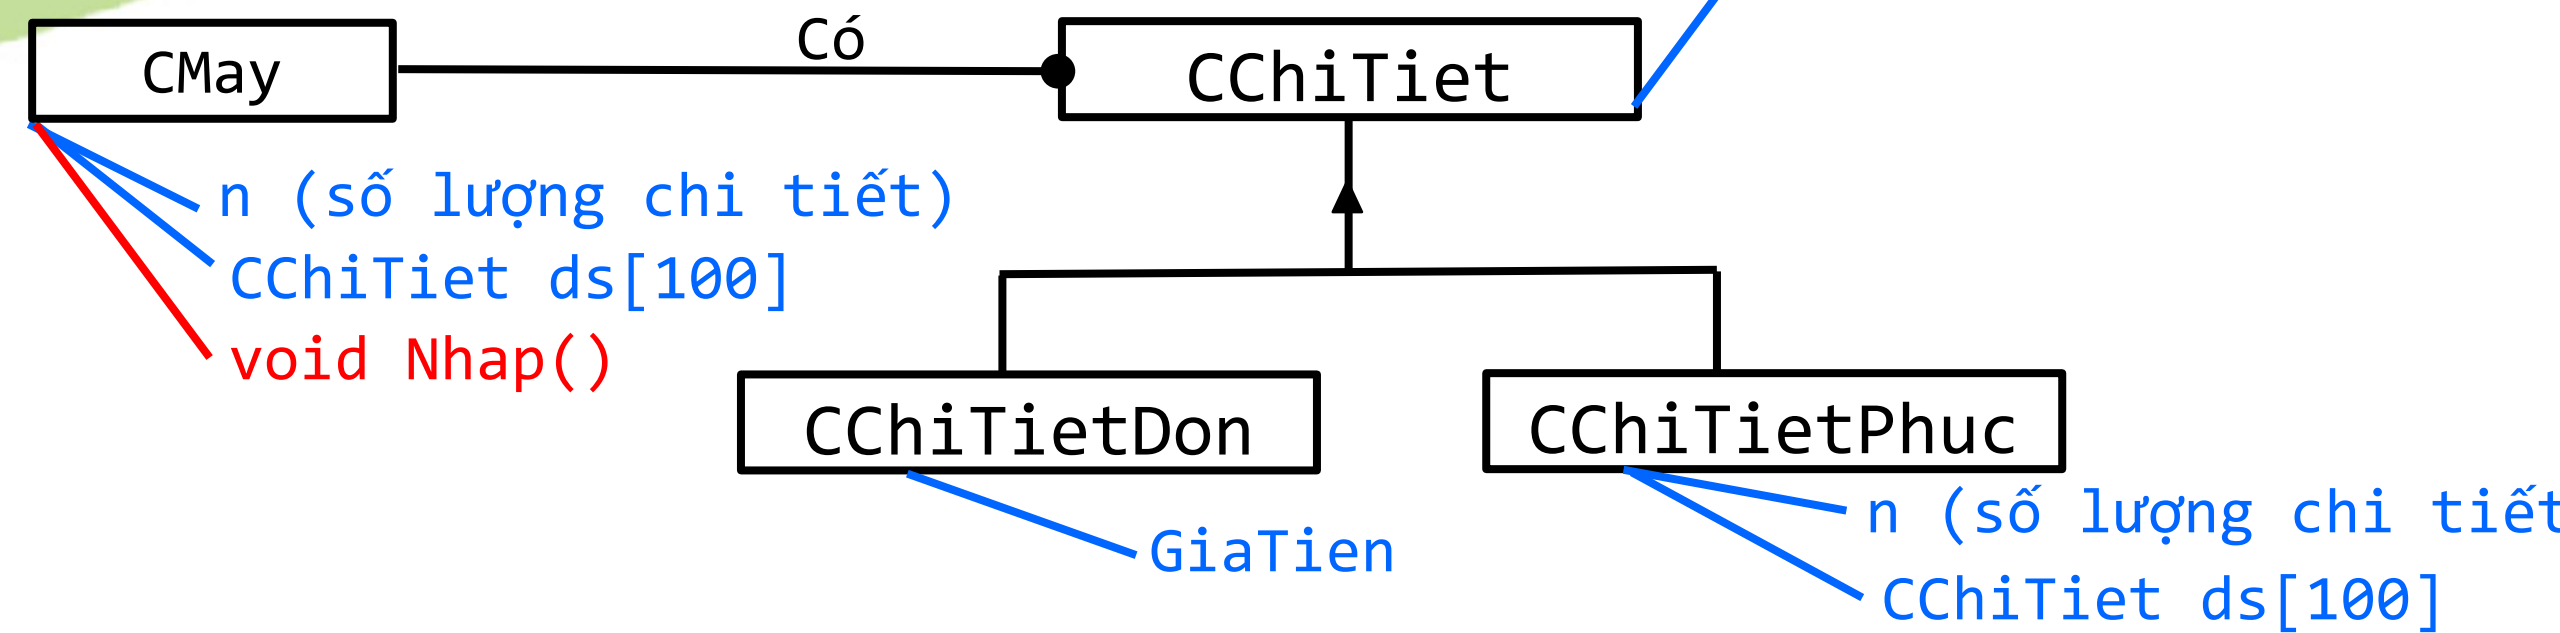 Có
CMay
CChiTiet
n (số lượng chi tiết)
CChiTiet ds[100]
void Nhap()
CChiTietDon
CChiTietPhuc
GiaTien
n (số lượng chi tiết
CChiTiet ds[100]